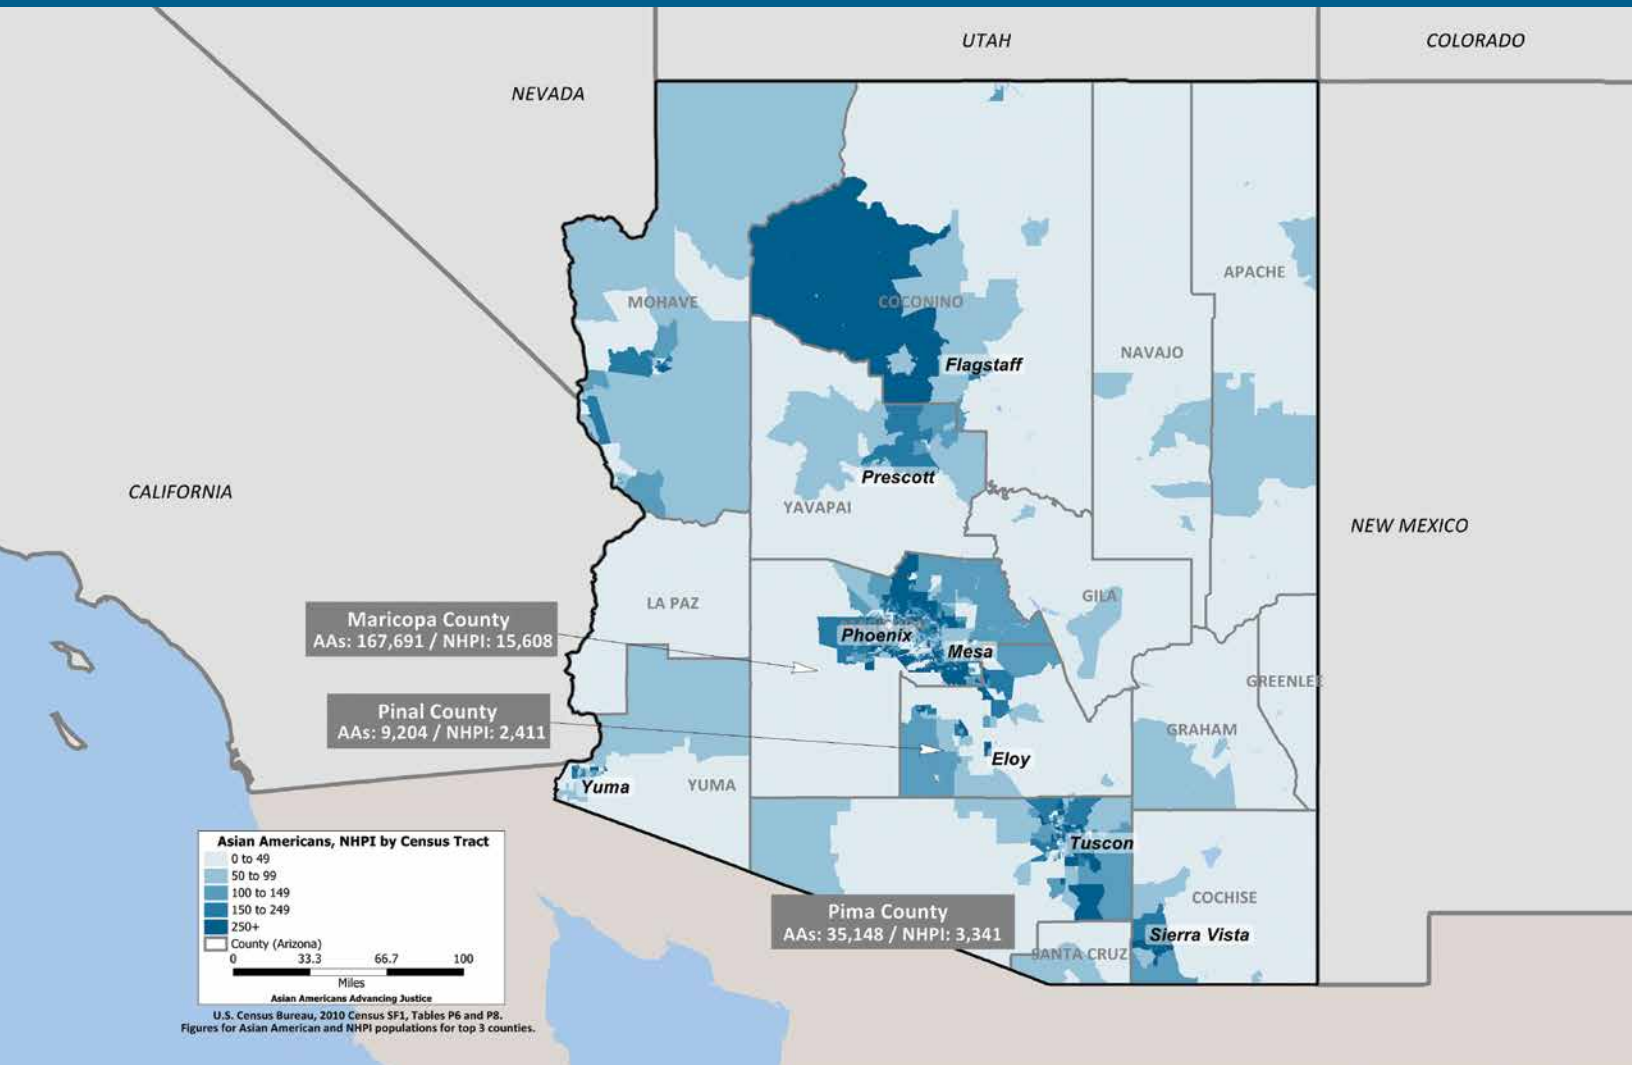 UTAH
COLORADO
NEVADA
APACHE
MOHAVE
COCONINO
NAVAJO
Flagstaff
Prescott
CALIFORNIA
YAVAPAI
NEW MEXICO
LA PAZ
GILA
Maricopa County
AAs: 167,691 / NHPI: 15,608
Phoenix
Mesa
GREENLEE
Pinal County
AAs: 9,204 / NHPI: 2,411
GRAHAM
Eloy
Yuma
YUMA
Tuscon
COCHISE
Pima County
AAs: 35,148 / NHPI: 3,341
Sierra Vista
SANTA CRUZ
Asian Americans, NHPI by Census Tract
0 to 49
50 to 99
100 to 149
150 to 249
250+
County (Arizona)
0 33.3 66.7 100
Miles
Asian Americans Advancing Justice
U.S. Census Bureau, 2010 Census SF1, Tables P6 and P8.
Figures for Asian American and NHPI populations for top 3 counties.